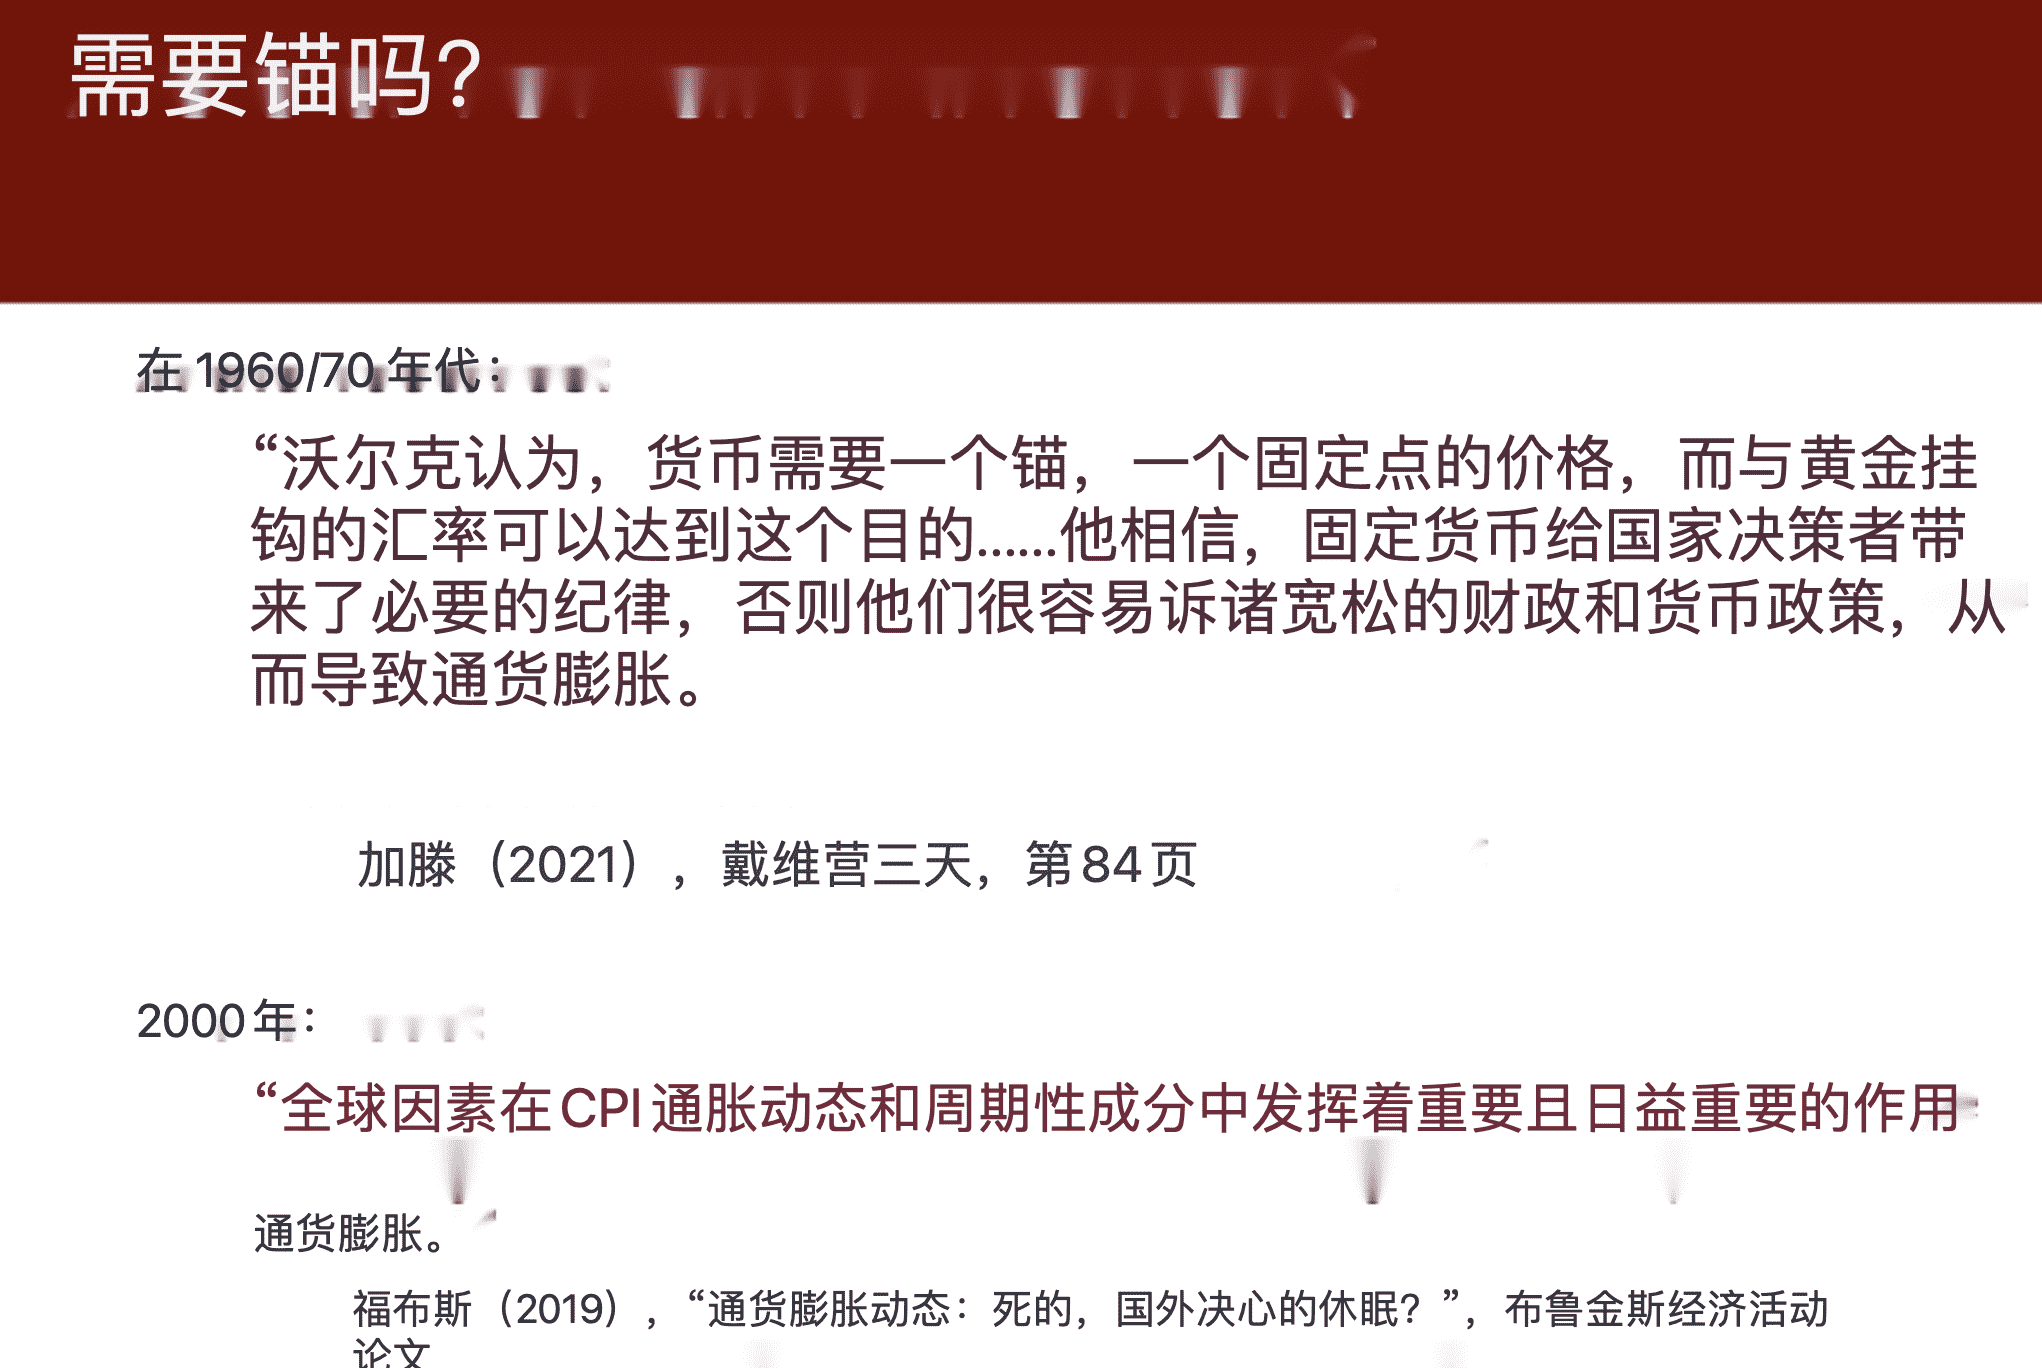 需要锚吗？
在1960/70年代：
“沃尔克认为，货币需要一个锚，一个固定点的价格，而与黄金挂
钩的汇率可以达到这个目的......他相信，固定货币给国家决策者带
来了必要的纪律，否则他们很容易诉诸宽松的财政和货币政策，从
而导致通货膨胀。
加滕（2021），戴维营三天，第84页
2000年：
“全球因素在CPI通胀动态和周期性成分中发挥着重要且日益重要的作用
通货膨胀。
福布斯（2019），“通货膨胀动态：死的，国外决心的休眠？”，布鲁金斯经济活动
论文